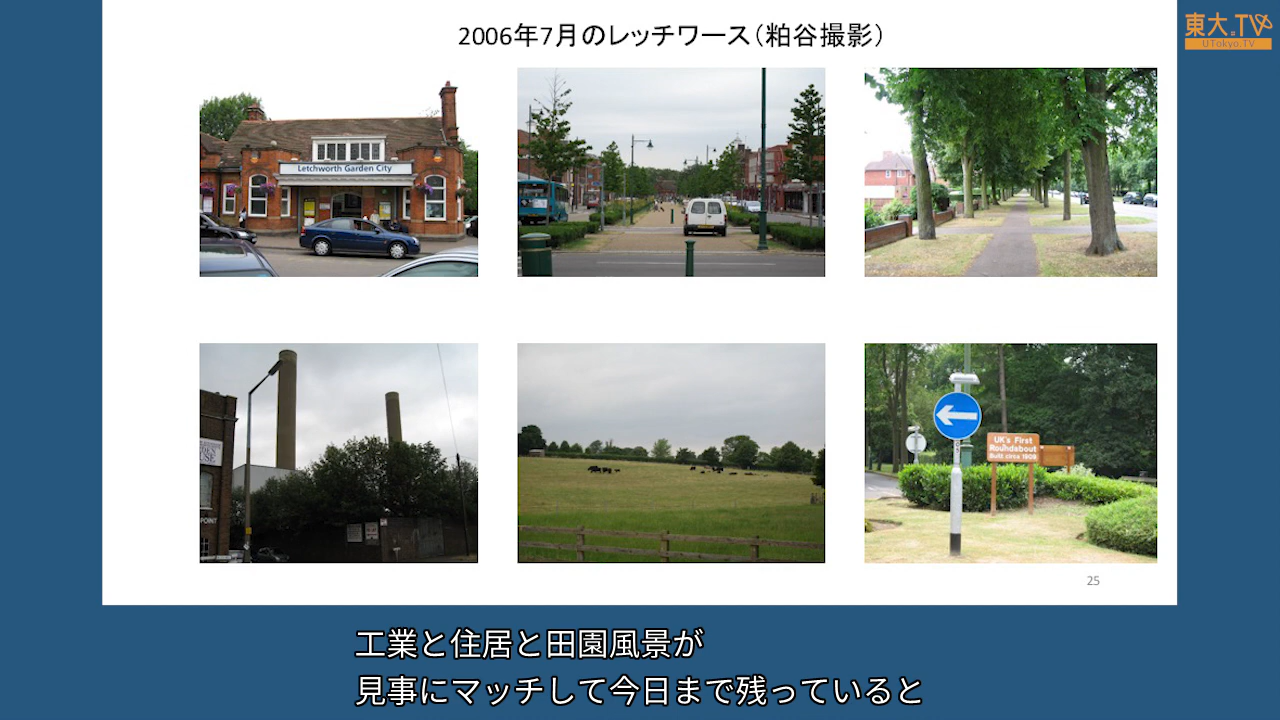 2006年7月のレッチワース（粕谷撮影）
東大.TV
UTokyo.TV
Letchworth Garden City
POINT
UK's First
Roundabout
Built circa 1909
25
工業と住居と田園風景が
見事にマッチして今日まで残っていると